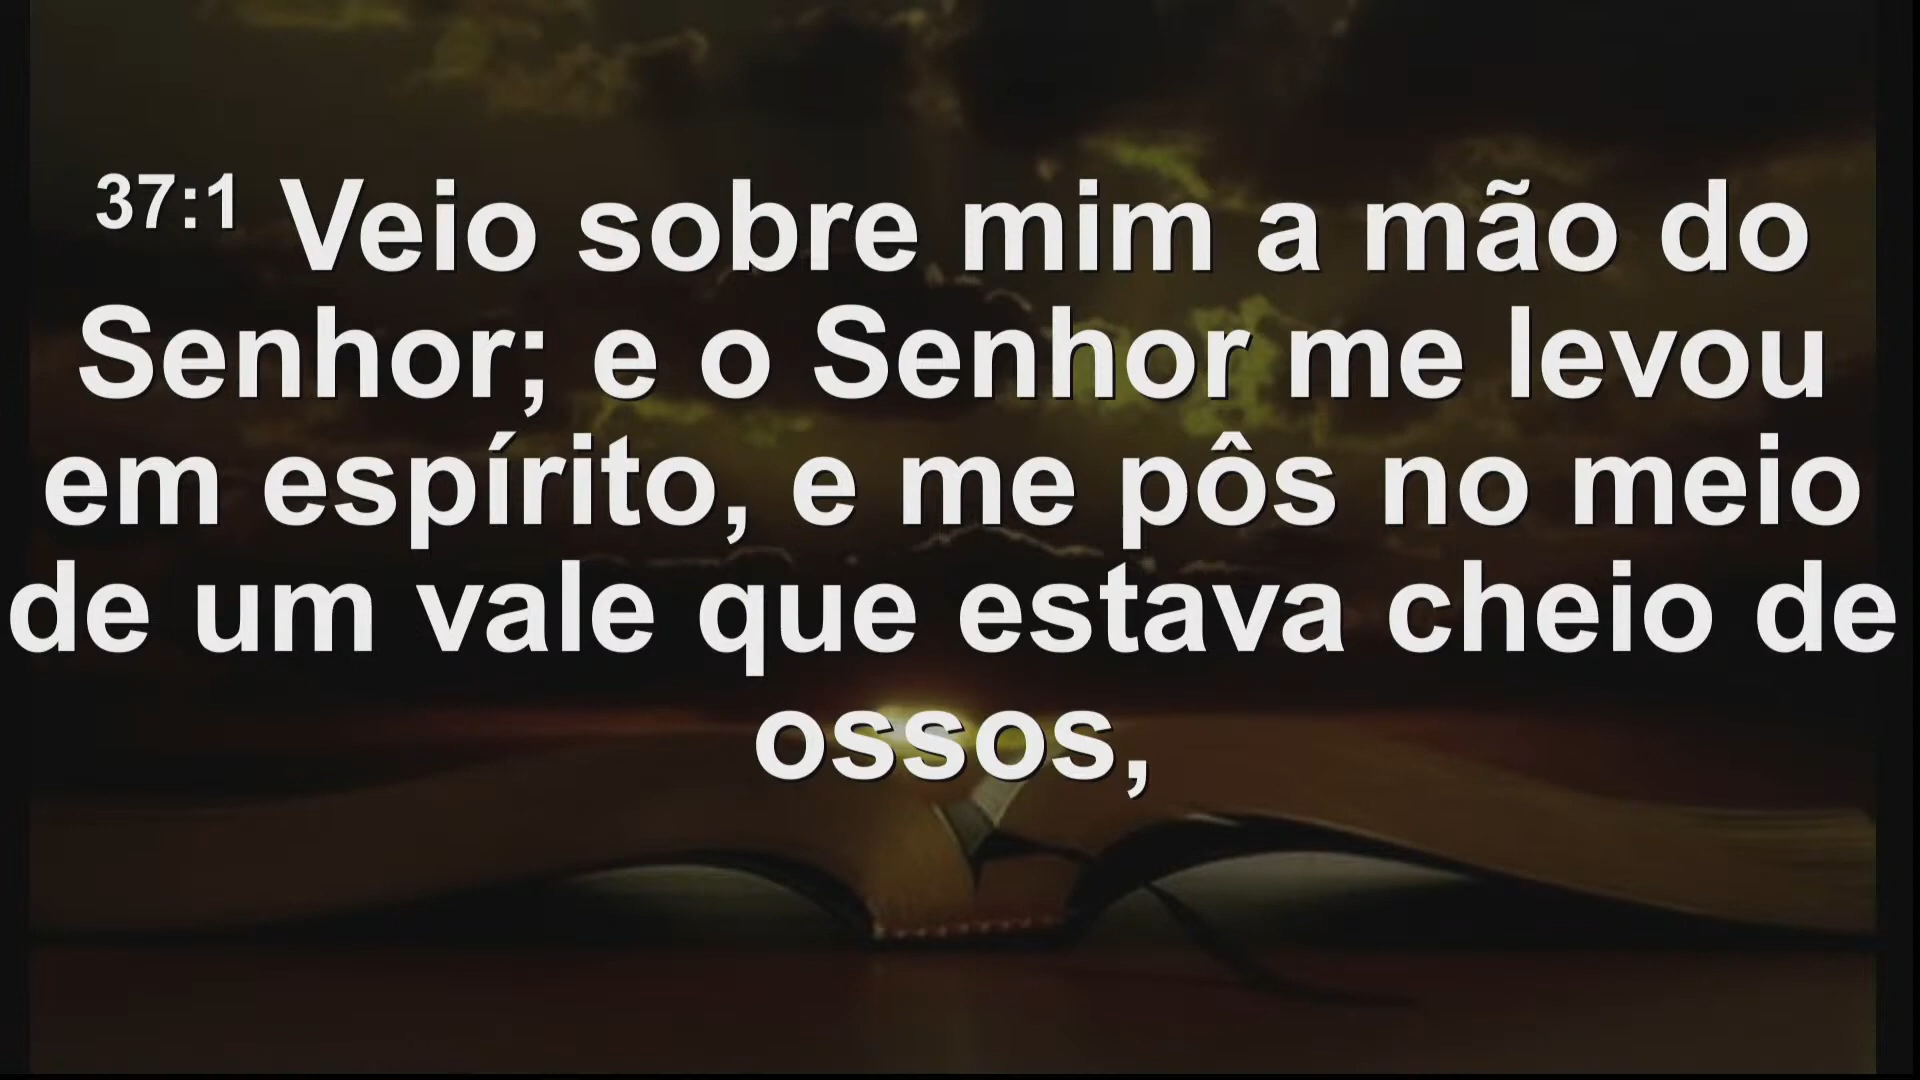 37:1 Veio sobre mim a mão do
Senhor; e o Senhor me levou
em espírito, e me pôs no meio
de um vale que estava cheio de
ossos,